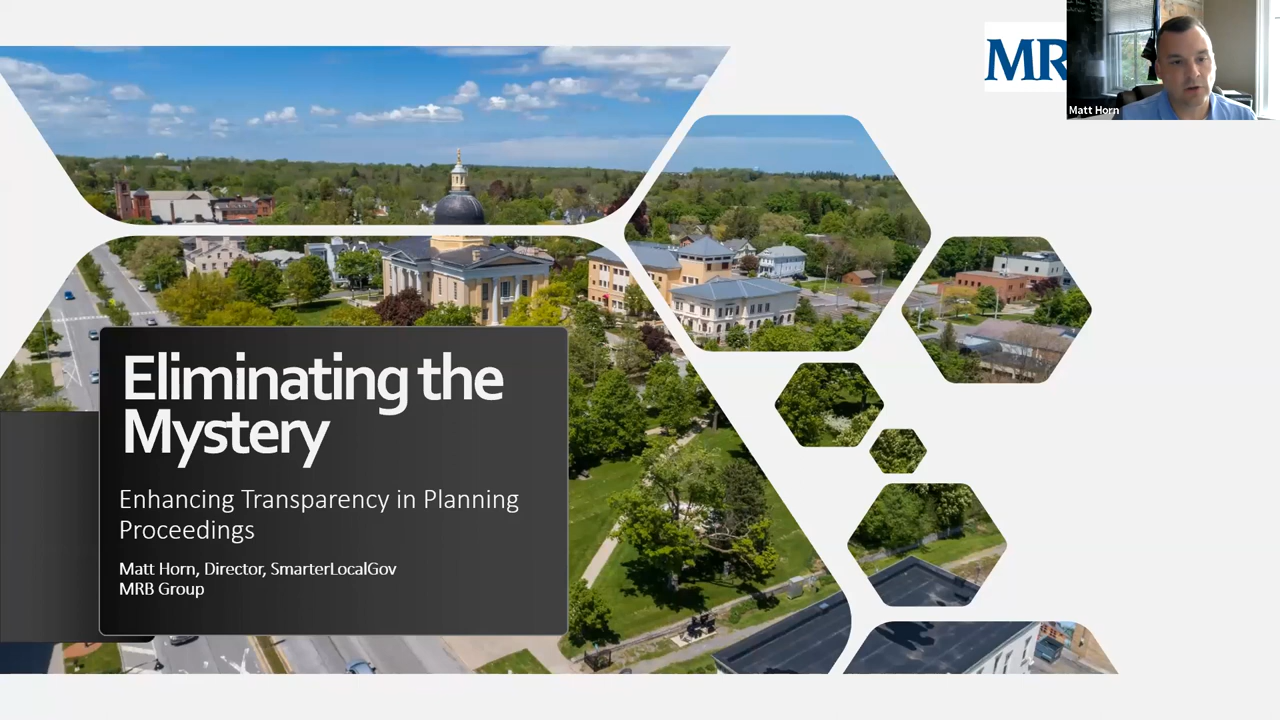 MR
Matt Horn
Eliminating the
Mystery
Enhancing Transparency in Planning
Proceedings
Matt Horn, Director, SmarterLocalGov
MRB Group